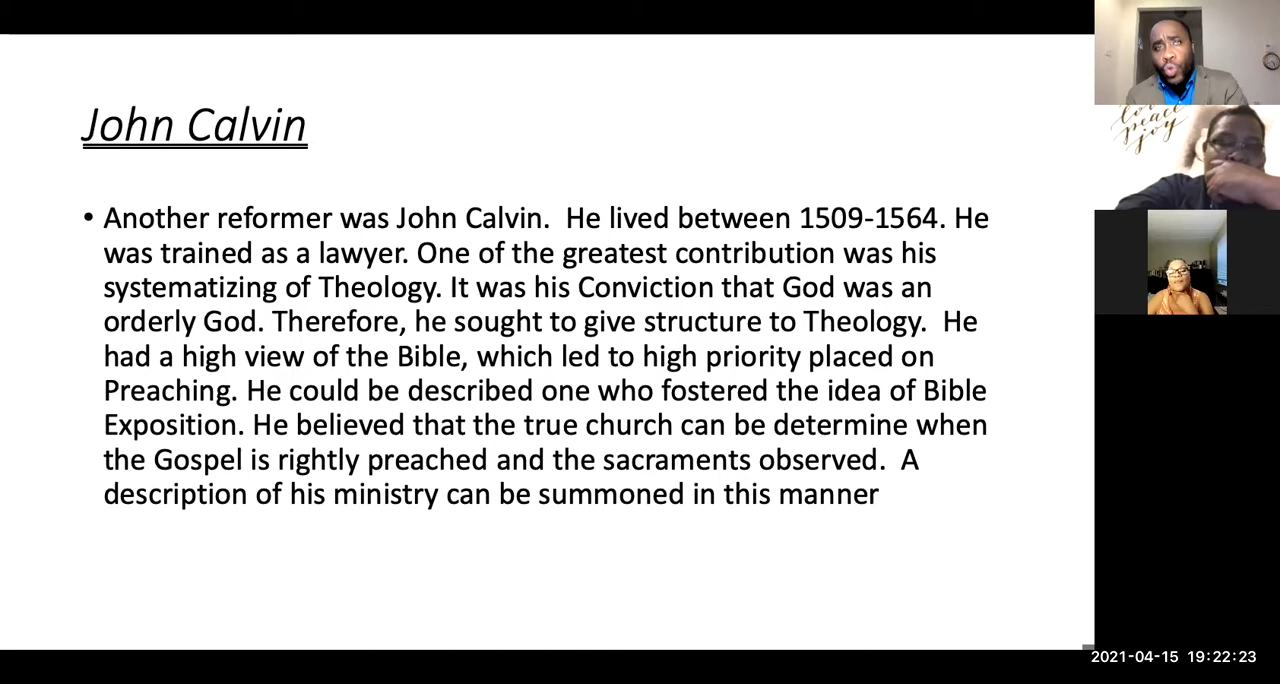 John Calvin
• Another reformer was John Calvin.  He lived between 1509-1564. He
was trained as a lawyer. One of the greatest contribution was his
systematizing of Theology. It was his Conviction that God was an
orderly God. Therefore, he sought to give structure to Theology.  He
had a high view of the Bible, which led to high priority placed on
Preaching. He could be described one who fostered the idea of Bible
Exposition. He believed that the true church can be determine when
the Gospel is rightly preached and the sacraments observed.  A
description of his ministry can be summoned in this manner
love
peace
joy
2021-04-15 19:22:23